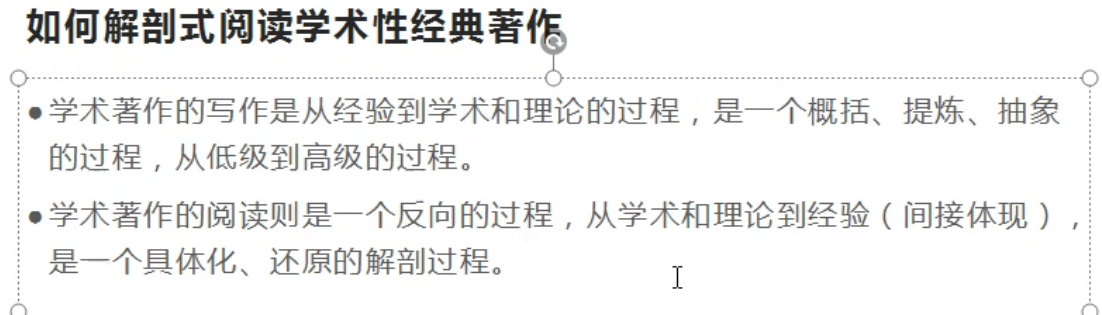 如何解剖式阅读学术性经典著作
●学术著作的写作是从经验到学术和理论的过程，是一个概括、提炼、抽象
的过程，从低级到高级的过程。
●学术著作的阅读则是一个反向的过程，从学术和理论到经验（间接体现），
是一个具体化、还原的解剖过程。